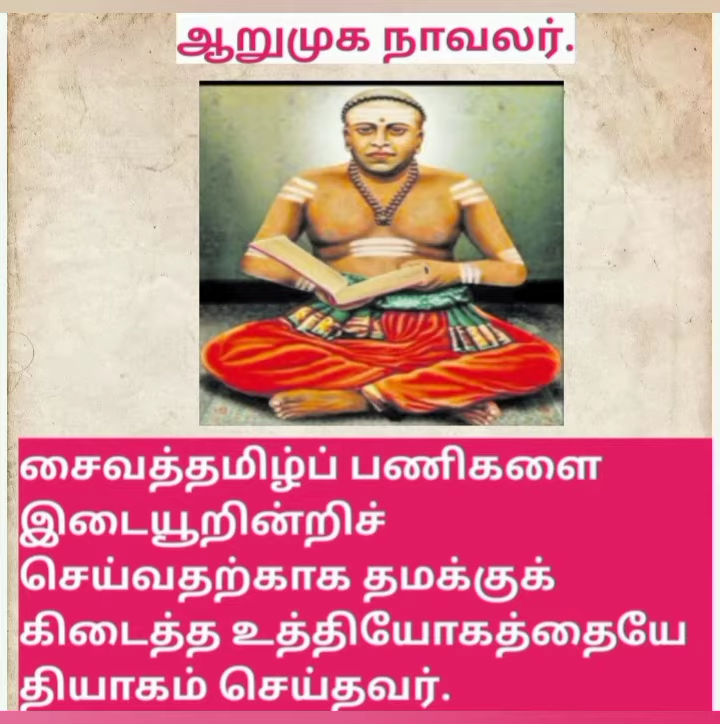 ஆறுமுக நாவலர்.
சைவத்தமிழ்ப் பணிகளை
இடையூறின்றிச்
செய்வதற்காக தமக்குக்
கிடைத்த உத்தியோகத்தையே
தியாகம் செய்தவர்.